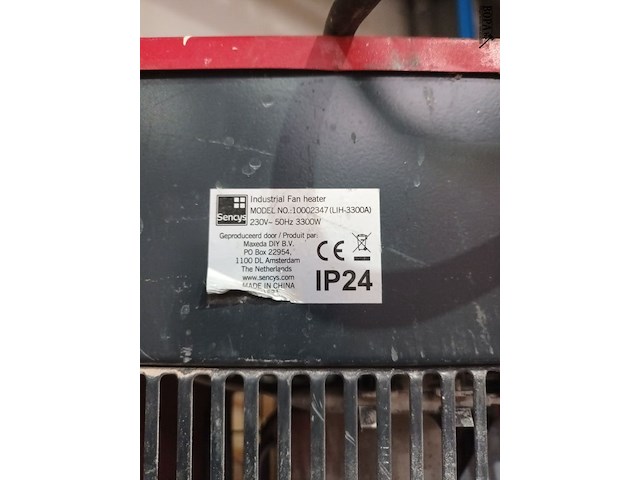 Sencys
Industrial Fan heater
MODEL NO.:10002347(LIH-3300A)
230V~ 50Hz 3300W
Geproduceerd door / Produit par:
Maxeda DIY B.V.
PO Box 22954,
1100 DL Amsterdam
The Netherlands
www.sencys.com
MADE IN CHINA
CE
IP24